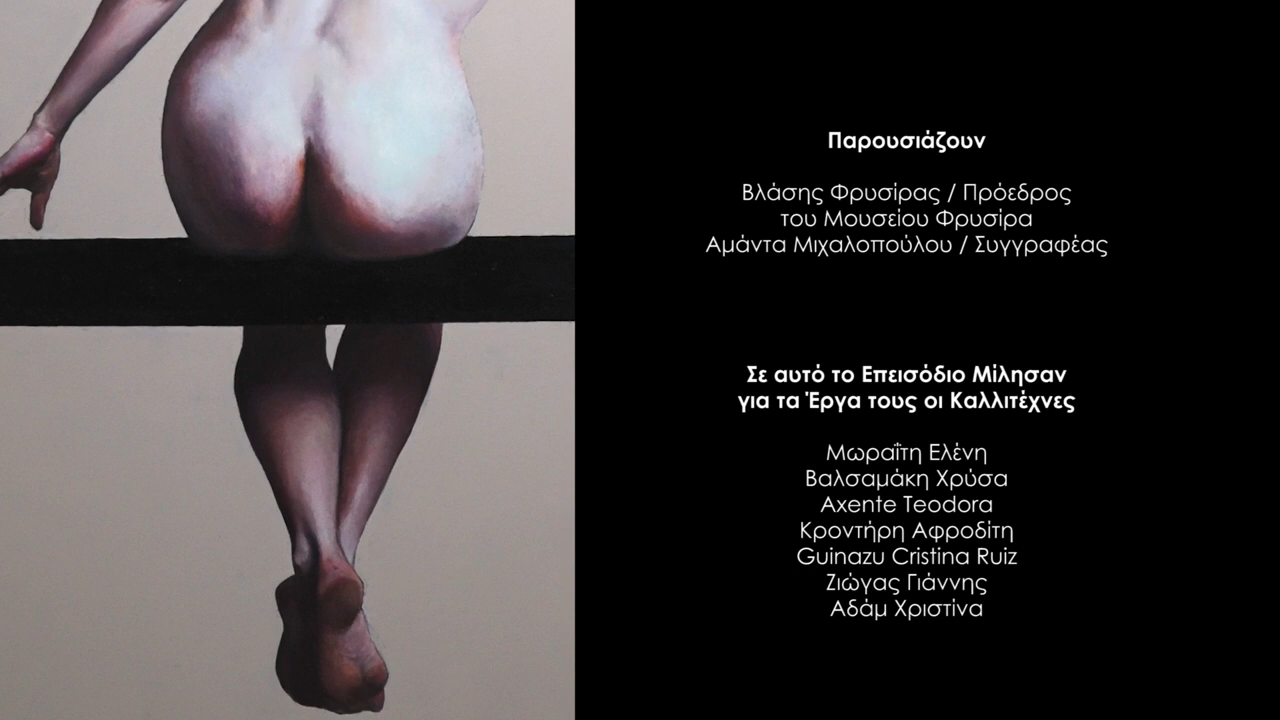 Παρουσιάζουν
Βλάσης Φρυσίρας / Πρόεδρος
του Μουσείου Φρυσίρα
Αμάντα Μιχαλοπούλου / Συγγραφέας
Σε αυτό το Επεισόδιο Μίλησαν
για τα Έργα τους οι Καλλιτέχνες
Μωραΐτη Ελένη
Βαλσαμάκη Χρύσα
Axente Teodora
Κροντήρη Αφροδίτη
Guinazu Cristina Ruiz
Ζιώγας Γιάννης
Αδάμ Χριστίνα